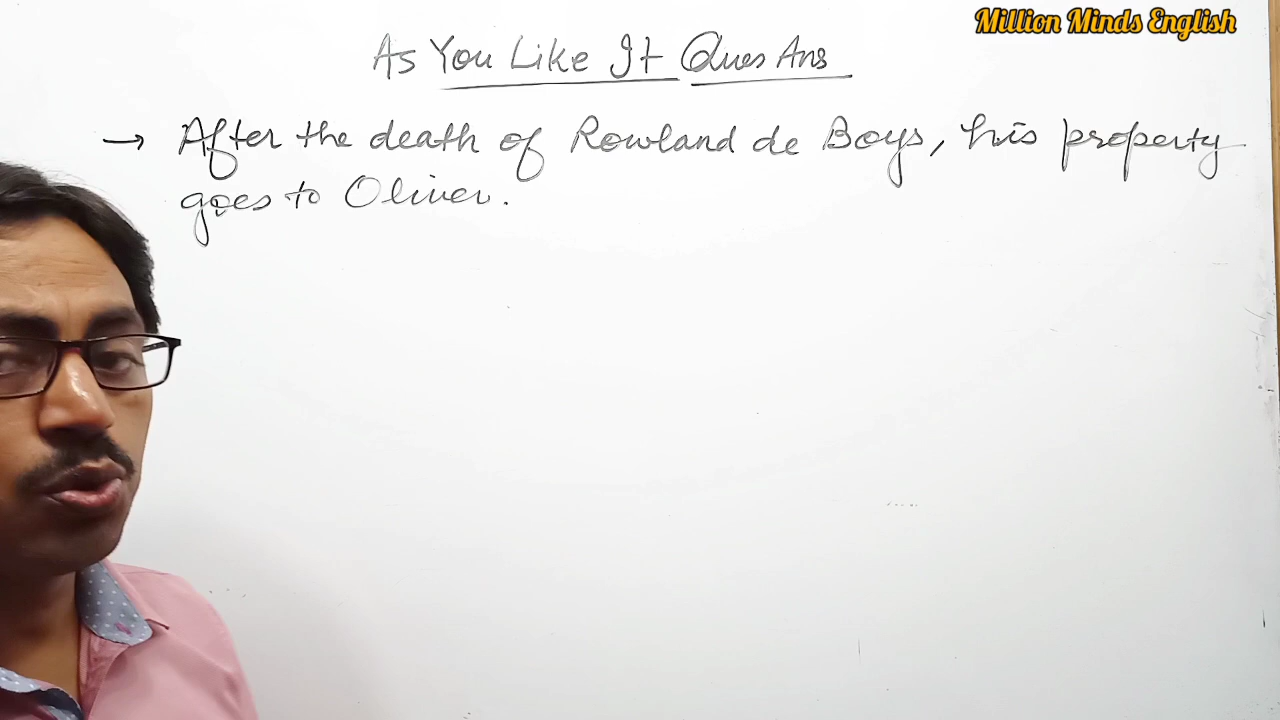 Million Minds English
As You Like It Ques Ans
→ After the death of Rowland de Boys, his property
goes to Oliver.